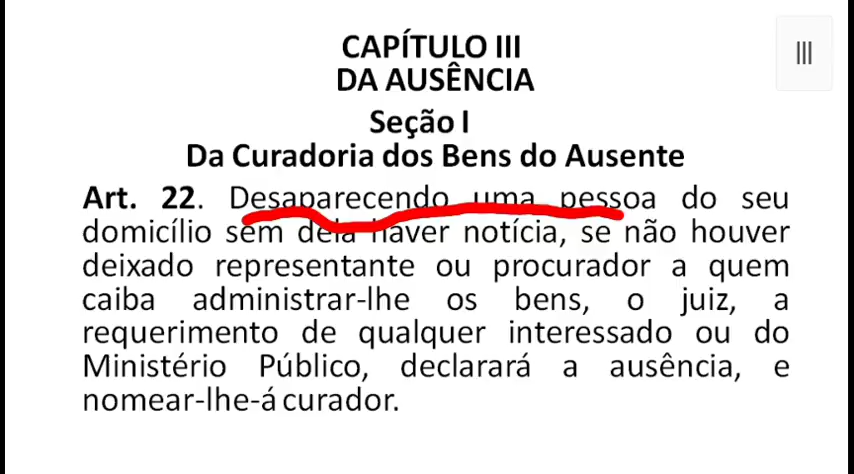 CAPÍTULO III
DA AUSÊNCIA
Seção I
Da Curadoria dos Bens do Ausente
Art. 22. Desaparecendo uma pessoa do seu
domicílio sem dela haver notícia, se não houver
deixado representante ou procurador a quem
caiba administrar-lhe os bens, o juiz, a
requerimento de qualquer interessado ou do
Ministério Público, declarará a ausência, e
nomear-lhe-á curador.